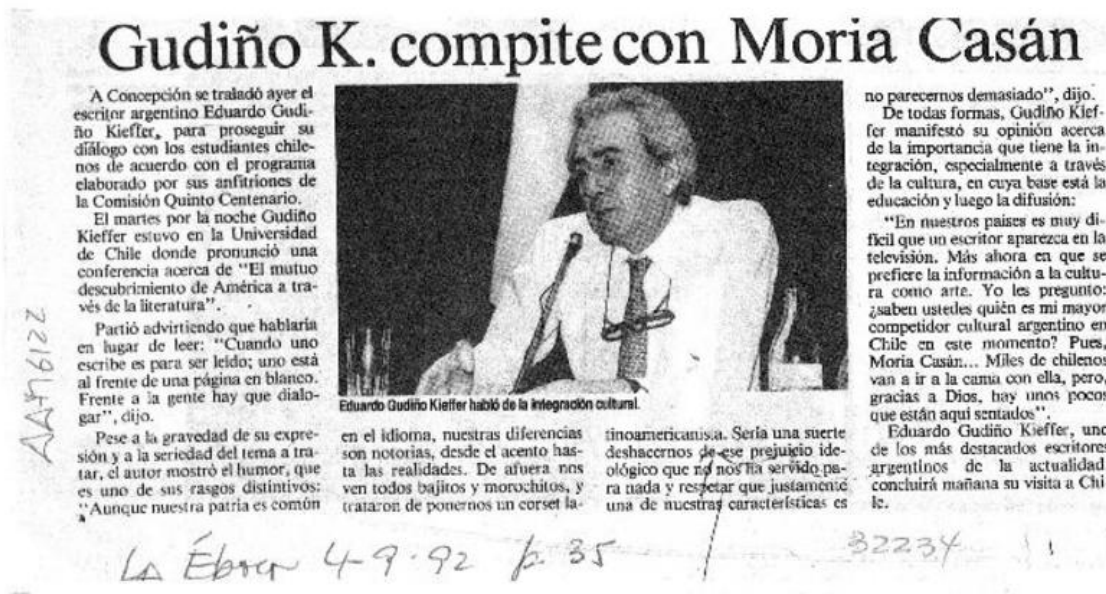 Gudiño K. compite con Moria Casán
A Concepción se traladó ayer el
escritor argentino Eduardo Gudi-
ño Kieffer, para proseguir su
diálogo con los estudiantes chile-
nos de acuerdo con el programa
elaborado por sus anfitriones de
la Comisión Quinto Centenario.
El martes por la noche Gudiño
Kieffer estuvo en la Universidad
de Chile donde pronunció una
conferencia acerca de "El mutuo
descubrimiento de América a tra-
vés de la literatura".
Partió advirtiendo que hablaría
en lugar de leer: "Cuando uno
escribe es para ser leído; uno está
al frente de una página en blanco.
Frente a la gente hay que dialo-
gar", dijo.
Pese a la gravedad de su expre-
sión y a la seriedad del tema a tra-
tar, el autor mostró el humor, que
es uno de sus rasgos distintivos:
"Aunque nuestra patria es común
Eduardo Gudiño Kieffer habló de la integración cultural.
en el idioma, nuestras diferencias
son notorias, desde el acento has-
ta las realidades. De afuera nos
ven todos bajitos y morochitos, y
trataron de ponernos un corset la-
tinoamericanista. Sería una suerte
deshacernos de ese prejuicio ide-
ológico que no nos ha servido pa-
ra nada y respetar que justamente
una de nuestras características es
no parecernos demasiado", dijo.
De todas formas, Gudiño Kief-
fer manifestó su opinión acerca
de la importancia que tiene la in-
tegración, especialmente a través
de la cultura, en cuya base está la
educación y luego la difusión:
"En nuestros países es muy di-
fícil que un escritor aparezca en la
televisión. Más ahora en que se
prefiere la información a la cultu-
ra como arte. Yo les pregunto:
¿saben ustedes quién es mi mayor
competidor cultural argentino en
Chile en este momento? Pues,
Moria Casán... Miles de chilenos
van a ir a la cama con ella, pero,
gracias a Dios, hay unos pocos
que están aquí sentados".
Eduardo Gudiño Kieffer, uno
de los más destacados escritores
argentinos de la actualidad
concluirá mañana su visita a Chi
le.
AAM6122
La Época 4-9-92 p. 35
32234